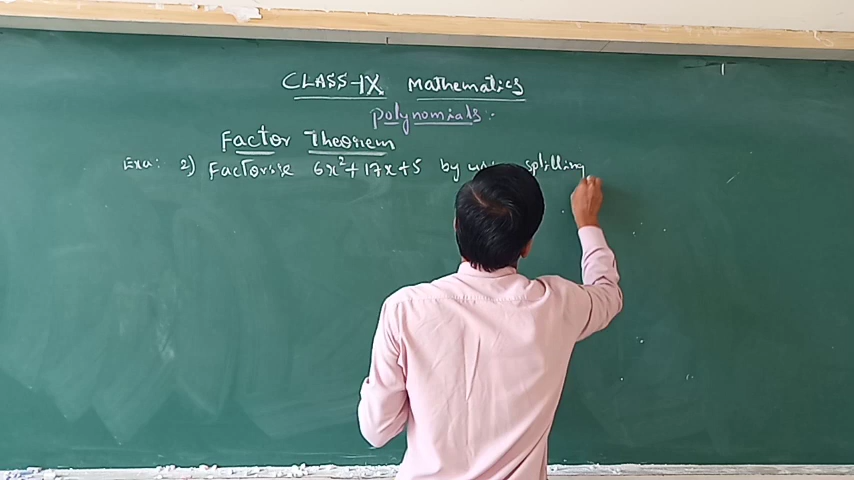 CLASS-IX Mathematics
Polynomials:-
Factor Theorem
Exa: 2) Factorise 6x²+17x+5 by splitting